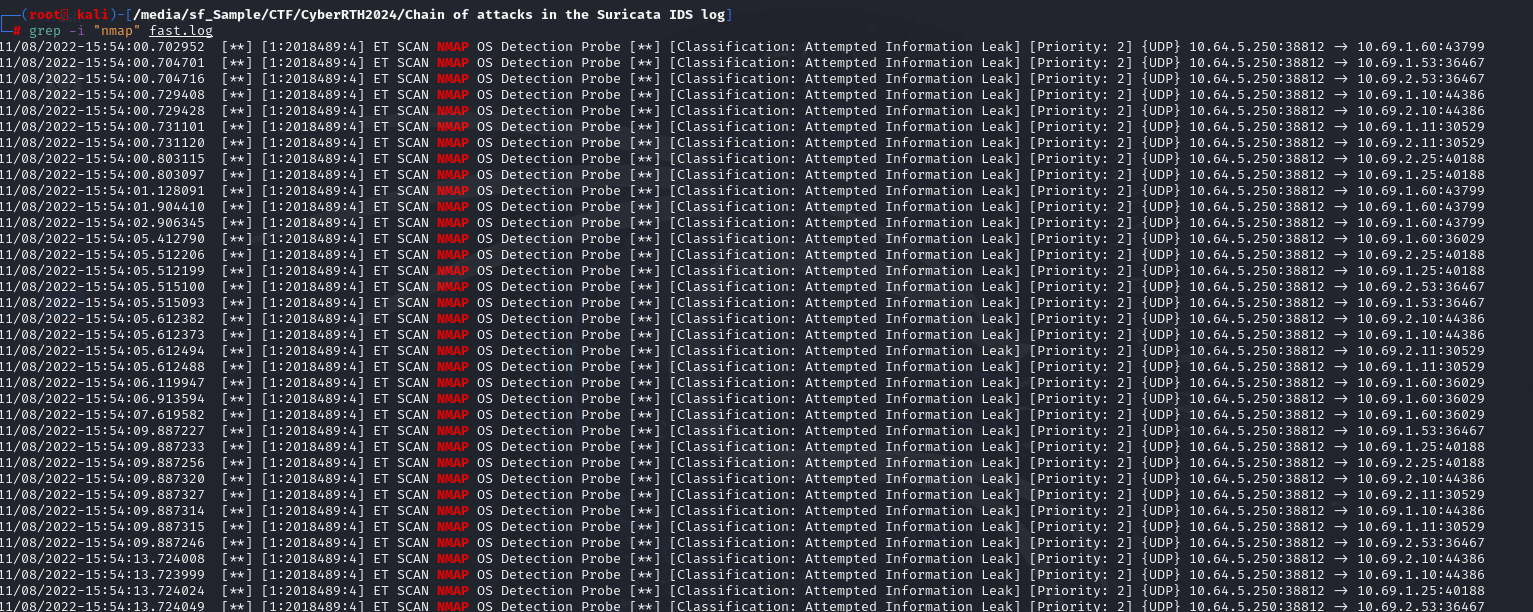 (root㉿kali)-[/media/sf_Sample/CTF/CyberRTH2024/Chain of attacks in the Suricata IDS log]
# grep -i "nmap" fast.log
11/08/2022-15:54:00.702952  [**] [1:2018489:4] ET SCAN NMAP OS Detection Probe [**] [Classification: Attempted Information Leak] [Priority: 2] {UDP} 10.64.5.250:38812 → 10.69.1.60:43799
11/08/2022-15:54:00.704701  [**] [1:2018489:4] ET SCAN NMAP OS Detection Probe [**] [Classification: Attempted Information Leak] [Priority: 2] {UDP} 10.64.5.250:38812 → 10.69.1.53:36467
11/08/2022-15:54:00.704716  [**] [1:2018489:4] ET SCAN NMAP OS Detection Probe [**] [Classification: Attempted Information Leak] [Priority: 2] {UDP} 10.64.5.250:38812 → 10.69.2.53:36467
11/08/2022-15:54:00.729408  [**] [1:2018489:4] ET SCAN NMAP OS Detection Probe [**] [Classification: Attempted Information Leak] [Priority: 2] {UDP} 10.64.5.250:38812 → 10.69.1.10:44386
11/08/2022-15:54:00.729428  [**] [1:2018489:4] ET SCAN NMAP OS Detection Probe [**] [Classification: Attempted Information Leak] [Priority: 2] {UDP} 10.64.5.250:38812 → 10.69.2.10:44386
11/08/2022-15:54:00.731101  [**] [1:2018489:4] ET SCAN NMAP OS Detection Probe [**] [Classification: Attempted Information Leak] [Priority: 2] {UDP} 10.64.5.250:38812 → 10.69.1.11:30529
11/08/2022-15:54:00.731120  [**] [1:2018489:4] ET SCAN NMAP OS Detection Probe [**] [Classification: Attempted Information Leak] [Priority: 2] {UDP} 10.64.5.250:38812 → 10.69.2.11:30529
11/08/2022-15:54:00.803115  [**] [1:2018489:4] ET SCAN NMAP OS Detection Probe [**] [Classification: Attempted Information Leak] [Priority: 2] {UDP} 10.64.5.250:38812 → 10.69.2.25:40188
11/08/2022-15:54:00.803097  [**] [1:2018489:4] ET SCAN NMAP OS Detection Probe [**] [Classification: Attempted Information Leak] [Priority: 2] {UDP} 10.64.5.250:38812 → 10.69.1.25:40188
11/08/2022-15:54:01.128091  [**] [1:2018489:4] ET SCAN NMAP OS Detection Probe [**] [Classification: Attempted Information Leak] [Priority: 2] {UDP} 10.64.5.250:38812 → 10.69.1.60:43799
11/08/2022-15:54:01.904410  [**] [1:2018489:4] ET SCAN NMAP OS Detection Probe [**] [Classification: Attempted Information Leak] [Priority: 2] {UDP} 10.64.5.250:38812 → 10.69.1.60:43799
11/08/2022-15:54:02.906345  [**] [1:2018489:4] ET SCAN NMAP OS Detection Probe [**] [Classification: Attempted Information Leak] [Priority: 2] {UDP} 10.64.5.250:38812 → 10.69.1.60:43799
11/08/2022-15:54:05.412790  [**] [1:2018489:4] ET SCAN NMAP OS Detection Probe [**] [Classification: Attempted Information Leak] [Priority: 2] {UDP} 10.64.5.250:38812 → 10.69.1.60:36029
11/08/2022-15:54:05.512206  [**] [1:2018489:4] ET SCAN NMAP OS Detection Probe [**] [Classification: Attempted Information Leak] [Priority: 2] {UDP} 10.64.5.250:38812 → 10.69.2.25:40188
11/08/2022-15:54:05.512199  [**] [1:2018489:4] ET SCAN NMAP OS Detection Probe [**] [Classification: Attempted Information Leak] [Priority: 2] {UDP} 10.64.5.250:38812 → 10.69.1.25:40188
11/08/2022-15:54:05.515100  [**] [1:2018489:4] ET SCAN NMAP OS Detection Probe [**] [Classification: Attempted Information Leak] [Priority: 2] {UDP} 10.64.5.250:38812 → 10.69.2.53:36467
11/08/2022-15:54:05.515093  [**] [1:2018489:4] ET SCAN NMAP OS Detection Probe [**] [Classification: Attempted Information Leak] [Priority: 2] {UDP} 10.64.5.250:38812 → 10.69.1.53:36467
11/08/2022-15:54:05.612382  [**] [1:2018489:4] ET SCAN NMAP OS Detection Probe [**] [Classification: Attempted Information Leak] [Priority: 2] {UDP} 10.64.5.250:38812 → 10.69.2.10:44386
11/08/2022-15:54:05.612373  [**] [1:2018489:4] ET SCAN NMAP OS Detection Probe [**] [Classification: Attempted Information Leak] [Priority: 2] {UDP} 10.64.5.250:38812 → 10.69.1.10:44386
11/08/2022-15:54:05.612494  [**] [1:2018489:4] ET SCAN NMAP OS Detection Probe [**] [Classification: Attempted Information Leak] [Priority: 2] {UDP} 10.64.5.250:38812 → 10.69.2.11:30529
11/08/2022-15:54:05.612488  [**] [1:2018489:4] ET SCAN NMAP OS Detection Probe [**] [Classification: Attempted Information Leak] [Priority: 2] {UDP} 10.64.5.250:38812 → 10.69.1.11:30529
11/08/2022-15:54:06.119947  [**] [1:2018489:4] ET SCAN NMAP OS Detection Probe [**] [Classification: Attempted Information Leak] [Priority: 2] {UDP} 10.64.5.250:38812 → 10.69.1.60:36029
11/08/2022-15:54:06.913594  [**] [1:2018489:4] ET SCAN NMAP OS Detection Probe [**] [Classification: Attempted Information Leak] [Priority: 2] {UDP} 10.64.5.250:38812 → 10.69.1.60:36029
11/08/2022-15:54:07.619582  [**] [1:2018489:4] ET SCAN NMAP OS Detection Probe [**] [Classification: Attempted Information Leak] [Priority: 2] {UDP} 10.64.5.250:38812 → 10.69.1.60:36029
11/08/2022-15:54:09.887227  [**] [1:2018489:4] ET SCAN NMAP OS Detection Probe [**] [Classification: Attempted Information Leak] [Priority: 2] {UDP} 10.64.5.250:38812 → 10.69.1.53:36467
11/08/2022-15:54:09.887233  [**] [1:2018489:4] ET SCAN NMAP OS Detection Probe [**] [Classification: Attempted Information Leak] [Priority: 2] {UDP} 10.64.5.250:38812 → 10.69.1.25:40188
11/08/2022-15:54:09.887256  [**] [1:2018489:4] ET SCAN NMAP OS Detection Probe [**] [Classification: Attempted Information Leak] [Priority: 2] {UDP} 10.64.5.250:38812 → 10.69.2.25:40188
11/08/2022-15:54:09.887320  [**] [1:2018489:4] ET SCAN NMAP OS Detection Probe [**] [Classification: Attempted Information Leak] [Priority: 2] {UDP} 10.64.5.250:38812 → 10.69.2.10:44386
11/08/2022-15:54:09.887327  [**] [1:2018489:4] ET SCAN NMAP OS Detection Probe [**] [Classification: Attempted Information Leak] [Priority: 2] {UDP} 10.64.5.250:38812 → 10.69.2.11:30529
11/08/2022-15:54:09.887314  [**] [1:2018489:4] ET SCAN NMAP OS Detection Probe [**] [Classification: Attempted Information Leak] [Priority: 2] {UDP} 10.64.5.250:38812 → 10.69.1.10:44386
11/08/2022-15:54:09.887315  [**] [1:2018489:4] ET SCAN NMAP OS Detection Probe [**] [Classification: Attempted Information Leak] [Priority: 2] {UDP} 10.64.5.250:38812 → 10.69.1.11:30529
11/08/2022-15:54:09.887246  [**] [1:2018489:4] ET SCAN NMAP OS Detection Probe [**] [Classification: Attempted Information Leak] [Priority: 2] {UDP} 10.64.5.250:38812 → 10.69.2.53:36467
11/08/2022-15:54:13.724008  [**] [1:2018489:4] ET SCAN NMAP OS Detection Probe [**] [Classification: Attempted Information Leak] [Priority: 2] {UDP} 10.64.5.250:38812 → 10.69.2.10:44386
11/08/2022-15:54:13.723999  [**] [1:2018489:4] ET SCAN NMAP OS Detection Probe [**] [Classification: Attempted Information Leak] [Priority: 2] {UDP} 10.64.5.250:38812 → 10.69.1.10:44386
11/08/2022-15:54:13.724024  [**] [1:2018489:4] ET SCAN NMAP OS Detection Probe [**] [Classification: Attempted Information Leak] [Priority: 2] {UDP} 10.64.5.250:38812 → 10.69.1.25:40188
11/08/2022-15:54:13.724049  [**] [1:2018489:4] ET SCAN NMAP OS Detection Probe [**] [Classification: Attempted Information Leak] [Priority: 2] {UDP} 10.64.5.250:38812 → 10.69.2.53:36467